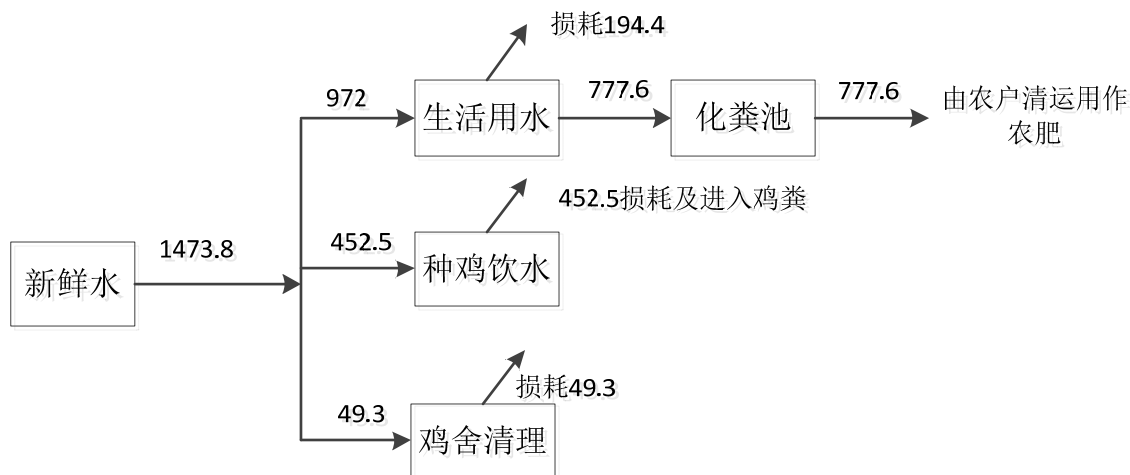 损耗194.4
972
生活用水
777.6
化粪池
777.6
由农户清运用作
农肥
452.5损耗及进入鸡粪
新鲜水
1473.8
452.5
种鸡饮水
损耗49.3
49.3
鸡舍清理